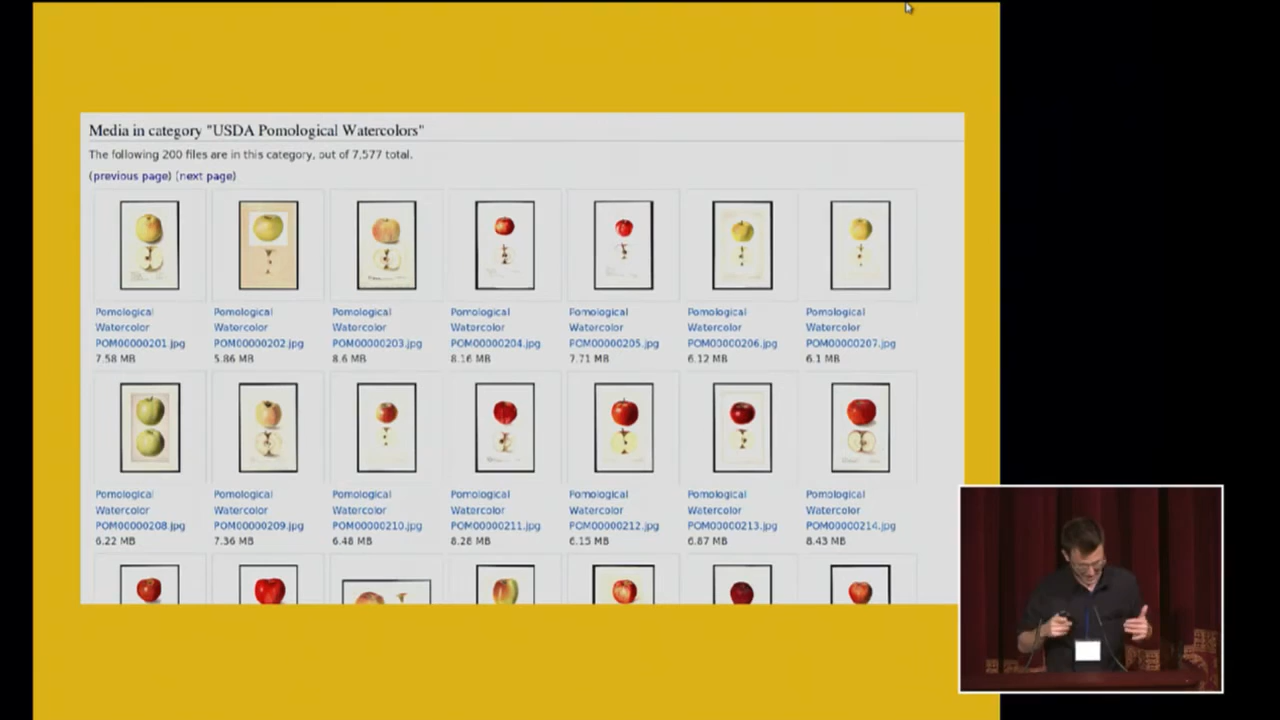 Media in category "USDA Pomological Watercolors"
The following 200 files are in this category, out of 7,577 total.
(previous page) (next page)
Pomological Watercolor POM00000201.jpg
7.58 MB
Pomological Watercolor POM00000202.jpg
5.86 MB
Pomological Watercolor POM00000203.jpg
8.6 MB
Pomological Watercolor POM00000204.jpg
8.16 MB
Pomological Watercolor POM00000205.jpg
7.71 MB
Pomological Watercolor POM00000206.jpg
6.12 MB
Pomological Watercolor POM00000207.jpg
6.1 MB
Pomological Watercolor POM00000208.jpg
6.22 MB
Pomological Watercolor POM00000209.jpg
7.36 MB
Pomological Watercolor POM00000210.jpg
6.48 MB
Pomological Watercolor POM00000211.jpg
8.28 MB
Pomological Watercolor POM00000212.jpg
6.15 MB
Pomological Watercolor POM00000213.jpg
6.87 MB
Pomological Watercolor POM00000214.jpg
8.43 MB